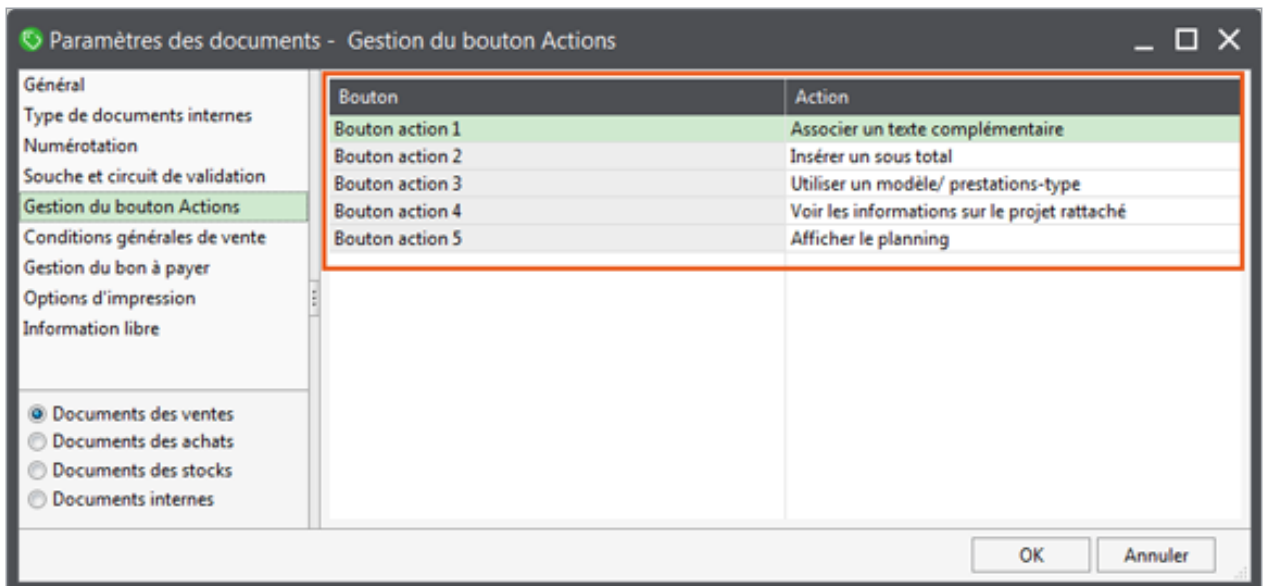 Paramètres des documents - Gestion du bouton Actions
Général
Type de documents internes
Numérotation
Souche et circuit de validation
Gestion du bouton Actions
Conditions générales de vente
Gestion du bon à payer
Options d'impression
Information libre
Documents des ventes
Documents des achats
Documents des stocks
Documents internes
Bouton Action
Bouton action 1 Associer un texte complémentaire
Bouton action 2 Insérer un sous total
Bouton action 3 Utiliser un modèle/ prestations-type
Bouton action 4 Voir les informations sur le projet rattaché
Bouton action 5 Afficher le planning
OK Annuler